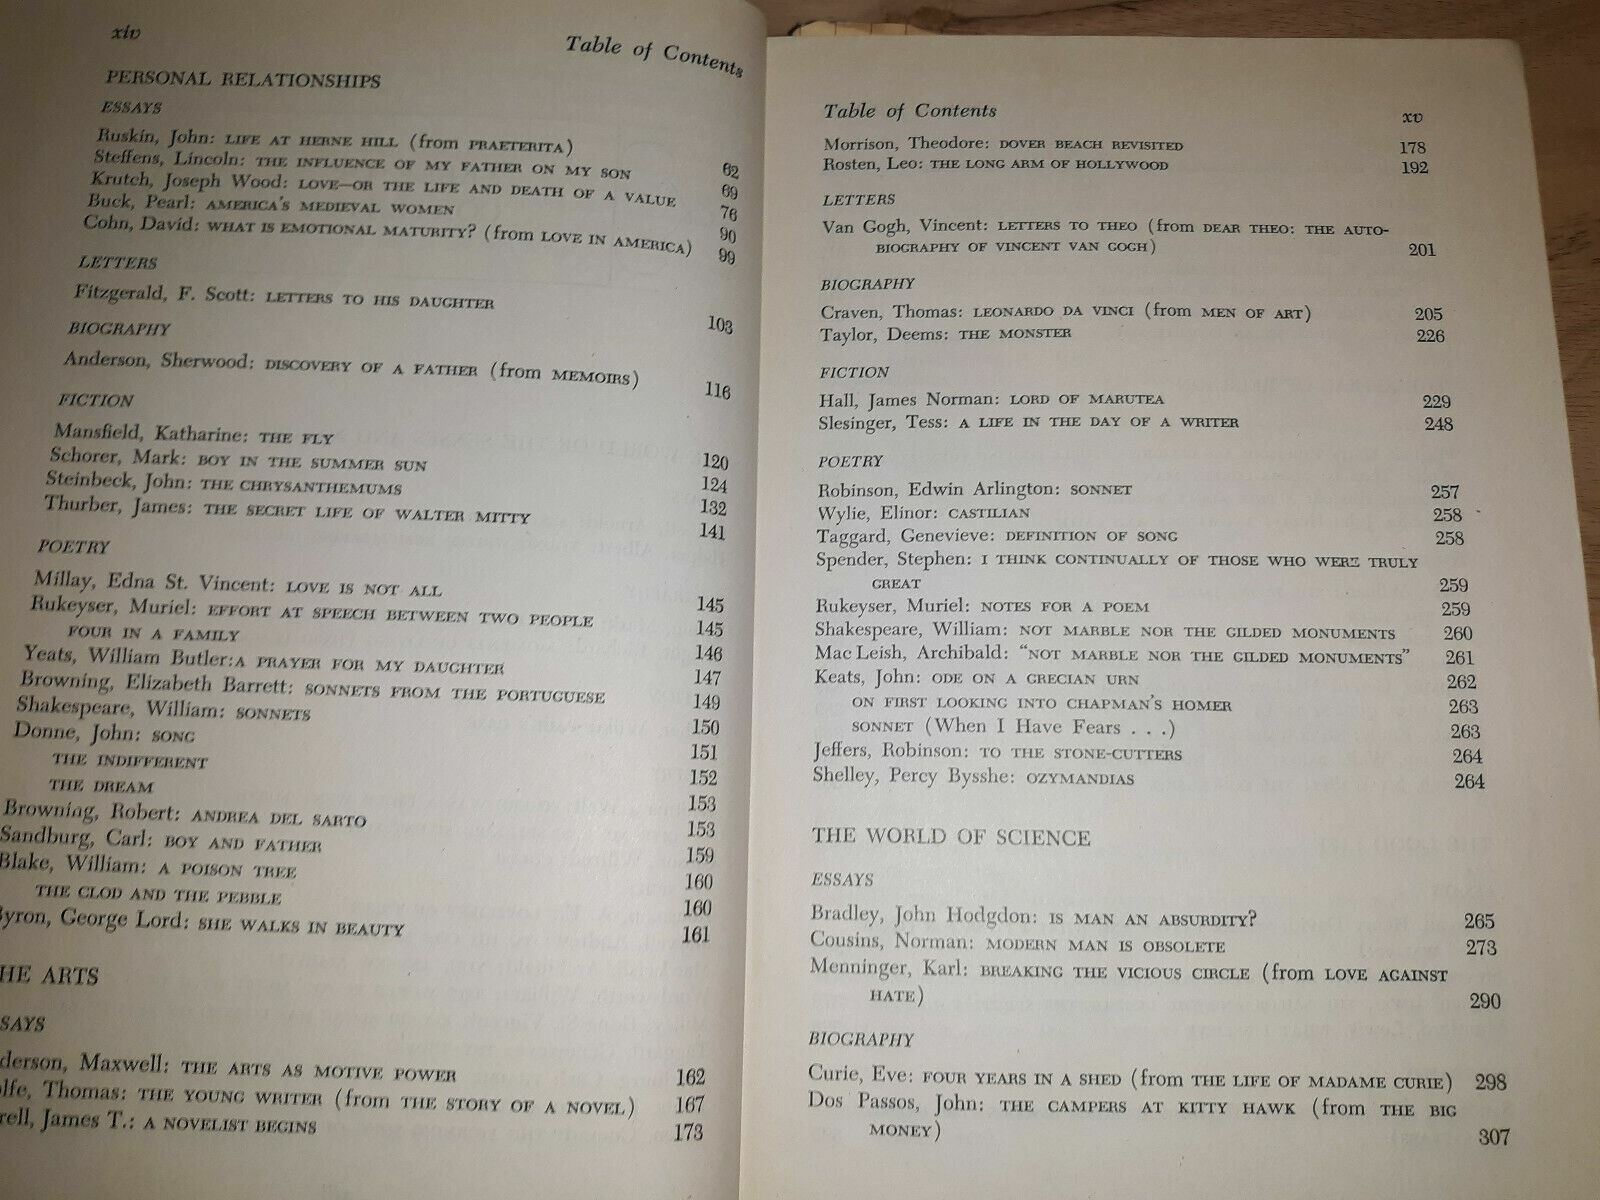 xiv
Table of Contents
PERSONAL RELATIONSHIPS
ESSAYS
Ruskin, John: LIFE AT HERNE HILL (from PRAETERITA) 62
Steffens, Lincoln: THE INFLUENCE OF MY FATHER ON MY SON 69
Krutch, Joseph Wood: LOVE—OR THE LIFE AND DEATH OF A VALUE 76
Buck, Pearl: AMERICA'S MEDIEVAL WOMEN 90
Cohn, David: WHAT IS EMOTIONAL MATURITY? (from LOVE IN AMERICA) 99
LETTERS
Fitzgerald, F. Scott: LETTERS TO HIS DAUGHTER 103
BIOGRAPHY
Anderson, Sherwood: DISCOVERY OF A FATHER (from MEMOIRS) 116
FICTION
Mansfield, Katharine: THE FLY 120
Schorer, Mark: BOY IN THE SUMMER SUN 124
Steinbeck, John: THE CHRYSANTHEMUMS 132
Thurber, James: THE SECRET LIFE OF WALTER MITTY 141
POETRY
Millay, Edna St. Vincent: LOVE IS NOT ALL 145
Rukeyser, Muriel: EFFORT AT SPEECH BETWEEN TWO PEOPLE 145
FOUR IN A FAMILY 146
Yeats, William Butler:A PRAYER FOR MY DAUGHTER 147
Browning, Elizabeth Barrett: SONNETS FROM THE PORTUGUESE 149
Shakespeare, William: SONNETS 150
Donne, John: SONG 151
THE INDIFFERENT 152
THE DREAM 153
Browning, Robert: ANDREA DEL SARTO 153
Sandburg, Carl: BOY AND FATHER 159
Blake, William: A POISON TREE 160
THE CLOD AND THE PEBBLE 160
yron, George Lord: SHE WALKS IN BEAUTY 161
HE ARTS
SAYS
derson, Maxwell: THE ARTS AS MOTIVE POWER 162
olfe, Thomas: THE YOUNG WRITER (from THE STORY OF A NOVEL) 167
rell, James T.: A NOVELIST BEGINS 173
Table of Contents
xv
Morrison, Theodore: DOVER BEACH REVISITED 178
Rosten, Leo: THE LONG ARM OF HOLLYWOOD 192
LETTERS
Van Gogh, Vincent: LETTERS TO THEO (from DEAR THEO: THE AUTO-
BIOGRAPHY OF VINCENT VAN GOGH) 201
BIOGRAPHY
Craven, Thomas: LEONARDO DA VINCI (from MEN OF ART) 205
Taylor, Deems: THE MONSTER 226
FICTION
Hall, James Norman: LORD OF MARUTEA 229
Slesinger, Tess: A LIFE IN THE DAY OF A WRITER 248
POETRY
Robinson, Edwin Arlington: SONNET 257
Wylie, Elinor: CASTILIAN 258
Taggard, Genevieve: DEFINITION OF SONG 258
Spender, Stephen: I THINK CONTINUALLY OF THOSE WHO WERE TRULY
GREAT 259
Rukeyser, Muriel: NOTES FOR A POEM 259
Shakespeare, William: NOT MARBLE NOR THE GILDED MONUMENTS 260
Mac Leish, Archibald: "NOT MARBLE NOR THE GILDED MONUMENTS" 261
Keats, John: ODE ON A GRECIAN URN 262
ON FIRST LOOKING INTO CHAPMAN'S HOMER 263
SONNET (When I Have Fears . . .) 263
Jeffers, Robinson: TO THE STONE-CUTTERS 264
Shelley, Percy Bysshe: OZYMANDIAS 264
THE WORLD OF SCIENCE
ESSAYS
Bradley, John Hodgdon: IS MAN AN ABSURDITY? 265
Cousins, Norman: MODERN MAN IS OBSOLETE 273
Menninger, Karl: BREAKING THE VICIOUS CIRCLE (from LOVE AGAINST
HATE) 290
BIOGRAPHY
Curie, Eve: FOUR YEARS IN A SHED (from THE LIFE OF MADAME CURIE) 298
Dos Passos, John: THE CAMPERS AT KITTY HAWK (from THE BIG
MONEY) 307